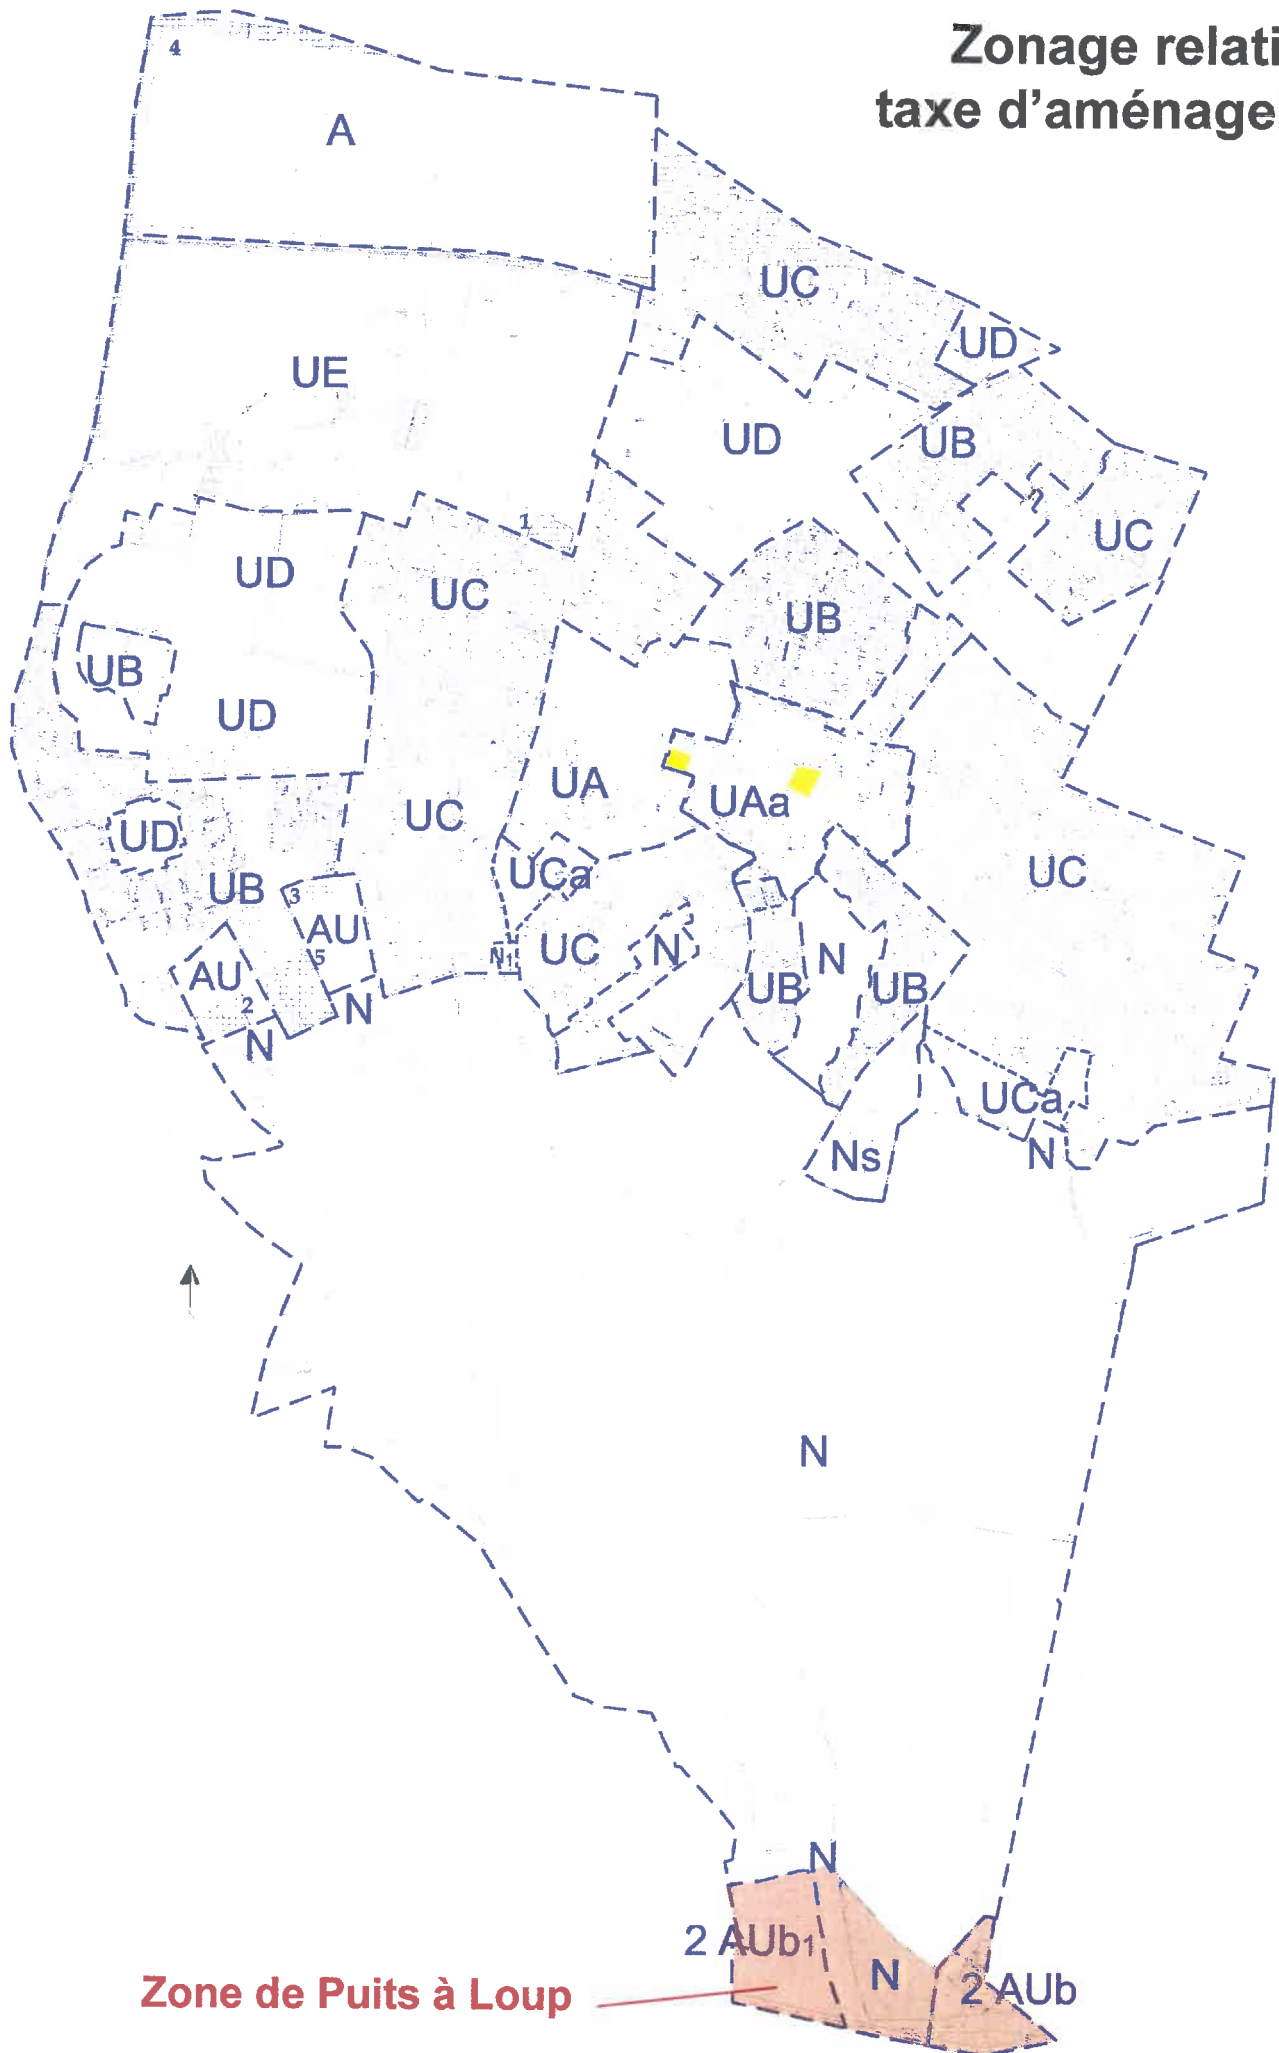 Zonage relati
taxe d'aménage
4
A
UC
UD
UE
UD
UB
1
UC
UD
UC
UB
UB
UD
UA
UAa
UC
UD
UC
UCa
UB
3
AU
5
N1
UC
N
N
UB
UB
AU
2
N
N
UCa
Ns
N
N
N
2 AUb1
N
2 AUb
Zone de Puits à Loup